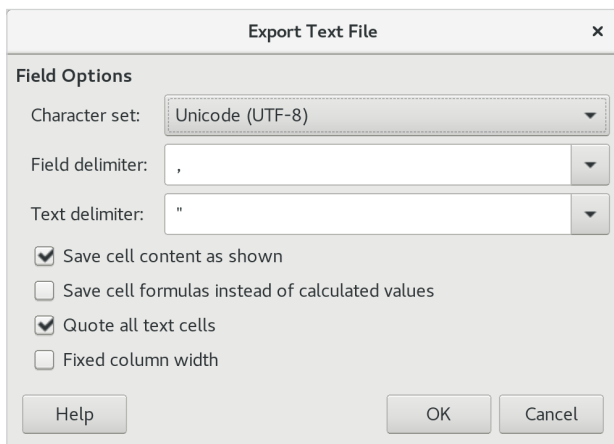 Export Text File
Field Options
Character set: Unicode (UTF-8)
Field delimiter: ,
Text delimiter: "
Save cell content as shown
Save cell formulas instead of calculated values
Quote all text cells
Fixed column width
Help OK Cancel